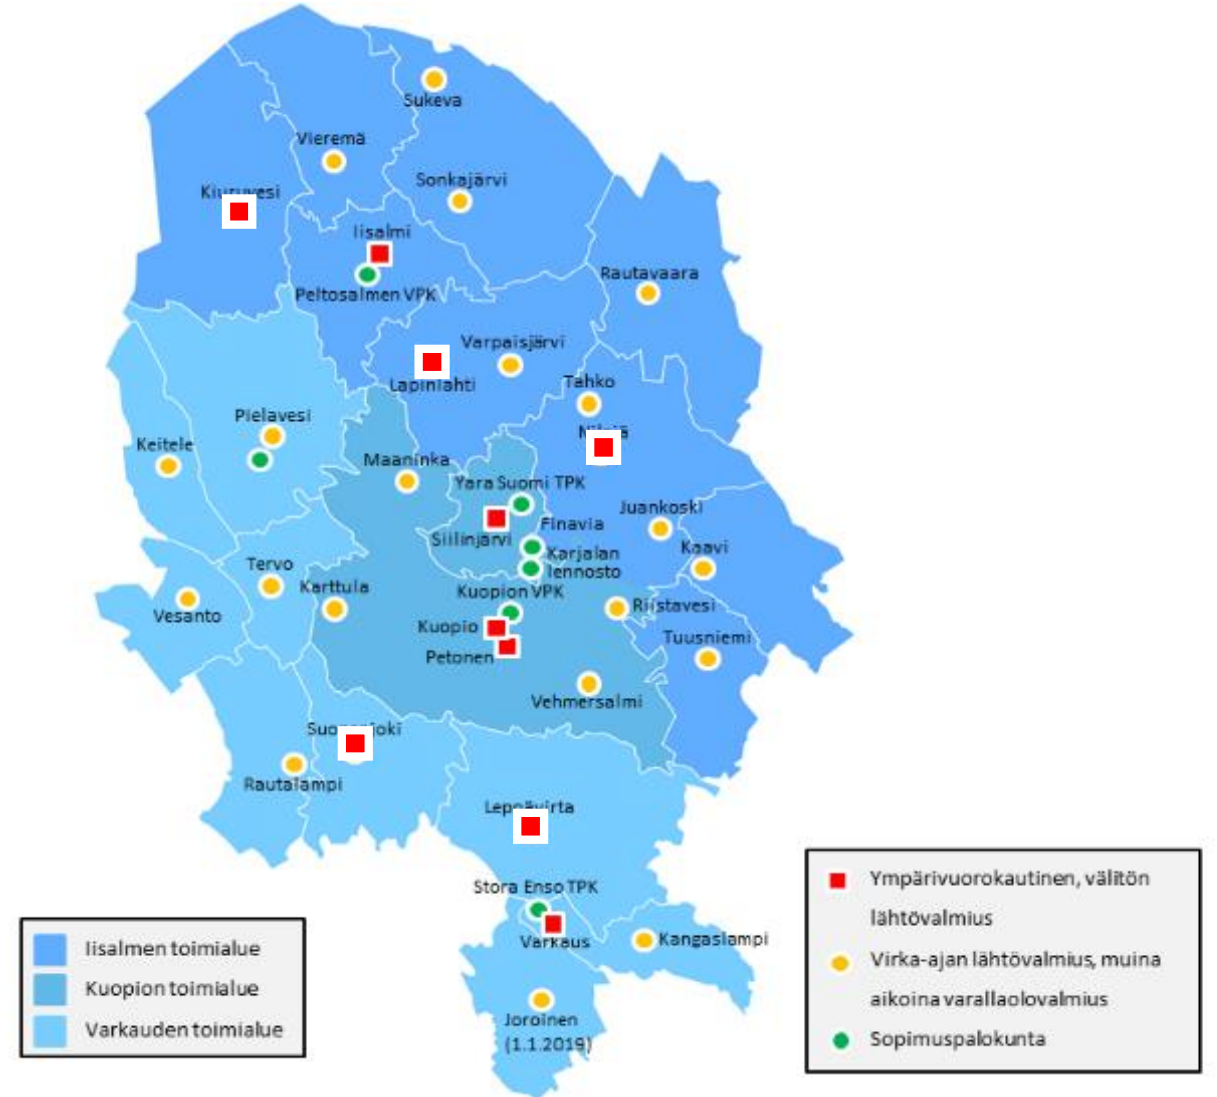 Sukeva
Vieremä
Sonkajärvi
Iisalmi
Rautavaara
Peltosalmen VPK
Varpaisjärvi
Lapinlahti
Tahko
Pielavesi
Keitele
Maaninka
Yara Suomi TPK
Juankoski
Finavia
Siilinjärvi
Karjalan
lennosto
Kaavi
Tervo
Karttula
Kuopion VPK
Vesanto
Riistavesi
Kuopio
Tuusniemi
Petonen
Vehmersalmi
Rautalampi
Stora Enso TPK
Varkaus
Kangaslampi
Joroinen
(1.1.2019)
Iisalmen toimialue
Kuopion toimialue
Varkauden toimialue
Ympärivuorokautinen, välitön
lähtövalmius
Virka-ajan lähtövalmius, muina
aikoina varallaolovalmius
Sopimuspalokunta